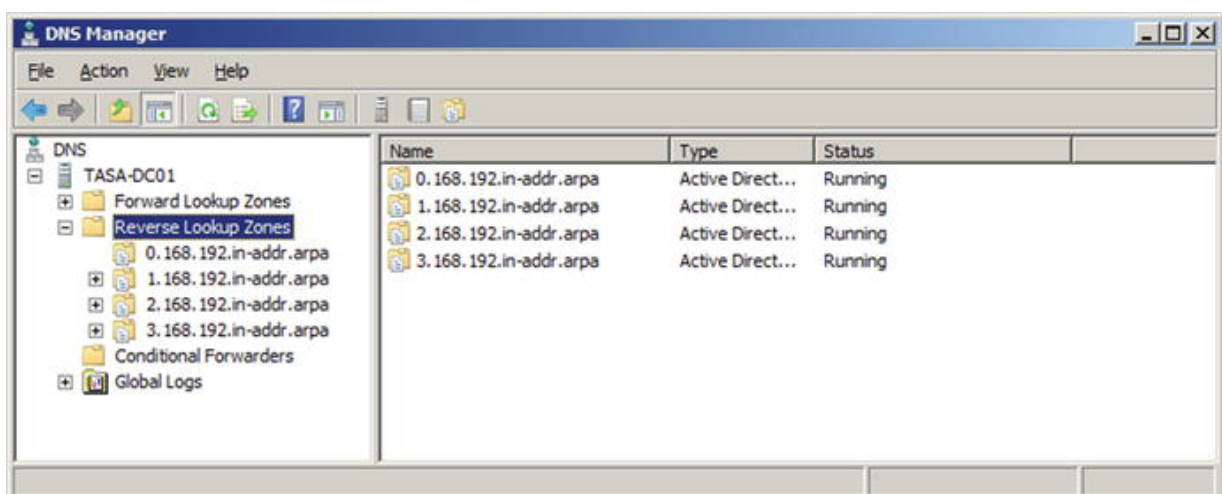 DNS Manager
File Action View Help
DNS
TASA-DC01
Forward Lookup Zones
Reverse Lookup Zones
0.168.192.in-addr.arpa
1.168.192.in-addr.arpa
2.168.192.in-addr.arpa
3.168.192.in-addr.arpa
Conditional Forwarders
Global Logs
Name Type Status
0.168.192.in-addr.arpa Active Direct... Running
1.168.192.in-addr.arpa Active Direct... Running
2.168.192.in-addr.arpa Active Direct... Running
3.168.192.in-addr.arpa Active Direct... Running